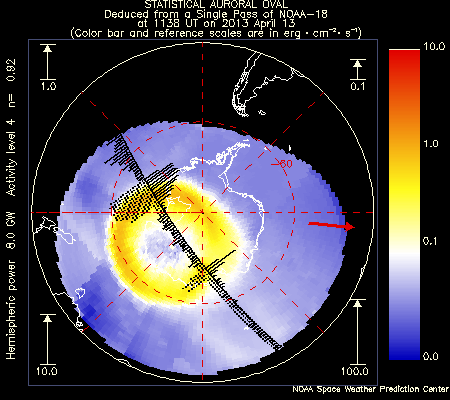 STATISTICAL AURORAL OVAL
Deduced from a Single Pass of NOAA-18
at 1138 UT on 2013 April 13
(Color bar and reference scales are in erg · cm⁻² · s⁻¹)
Hemispheric power 8.0 GW Activity level 4 n= 0.92
1.0
0.1
10.0
100.0
-60
10.0
1.0
0.1
0.0
NOAA Space Weather Prediction Center